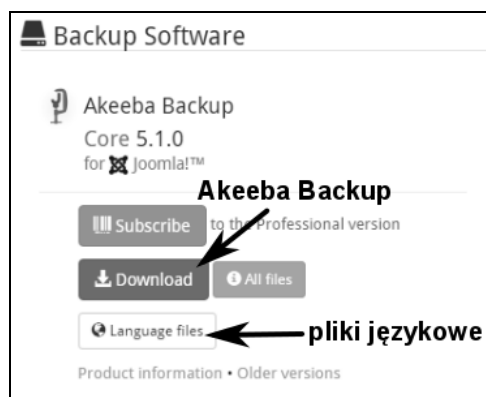 Backup Software
Akeeba Backup
Core 5.1.0
for Joomla!™
Akeeba Backup
Subscribe to the Professional version
Download All files
Language files pliki językowe
Product information • Older versions